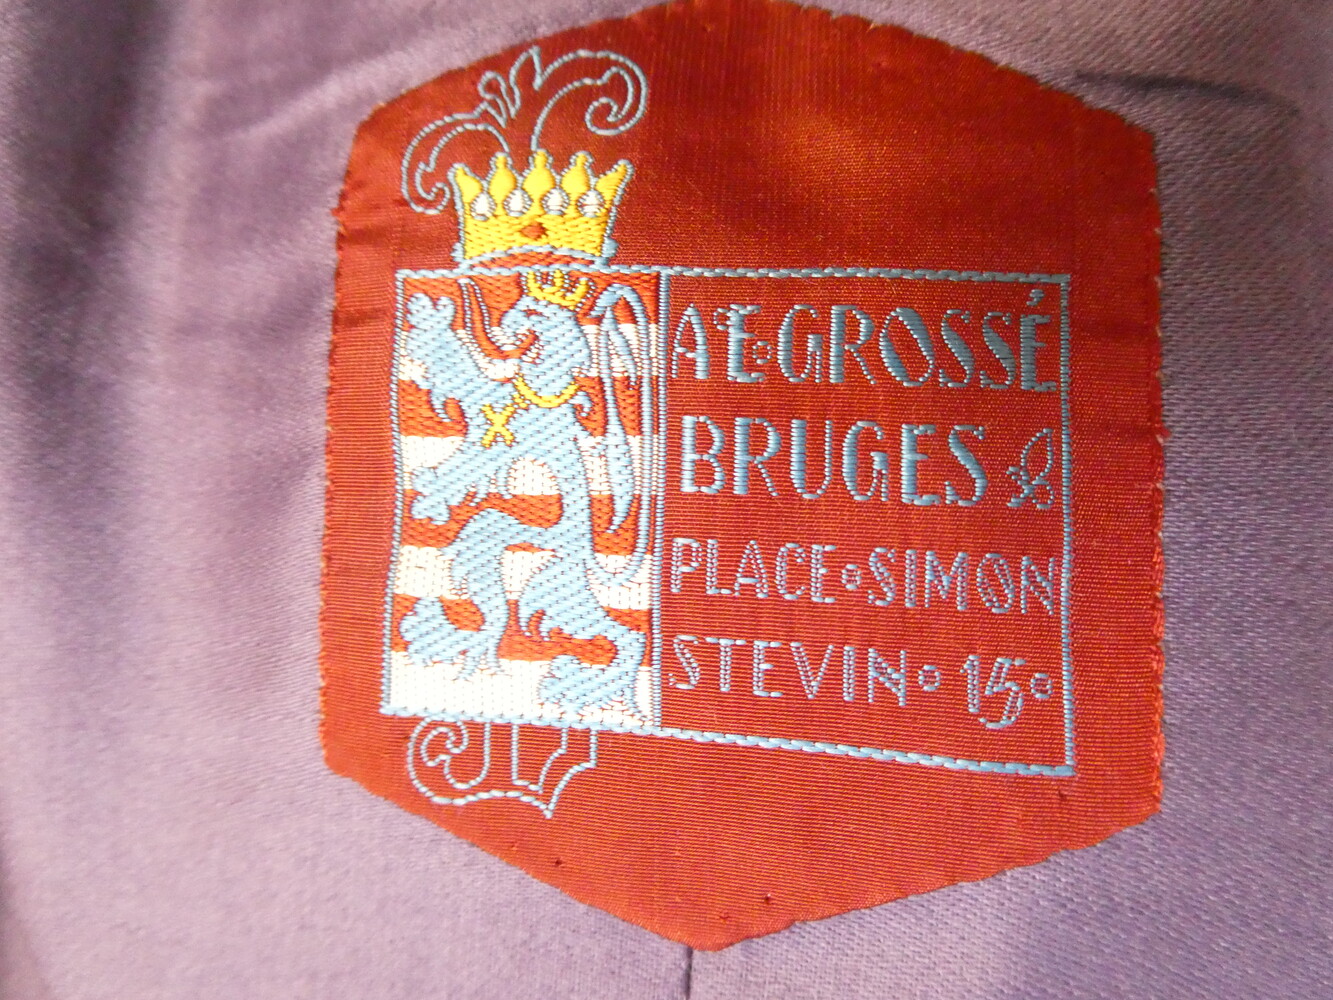 A•E•GROSSÉ
BRUGES
PLACE•SIMON
STEVIN• 15•